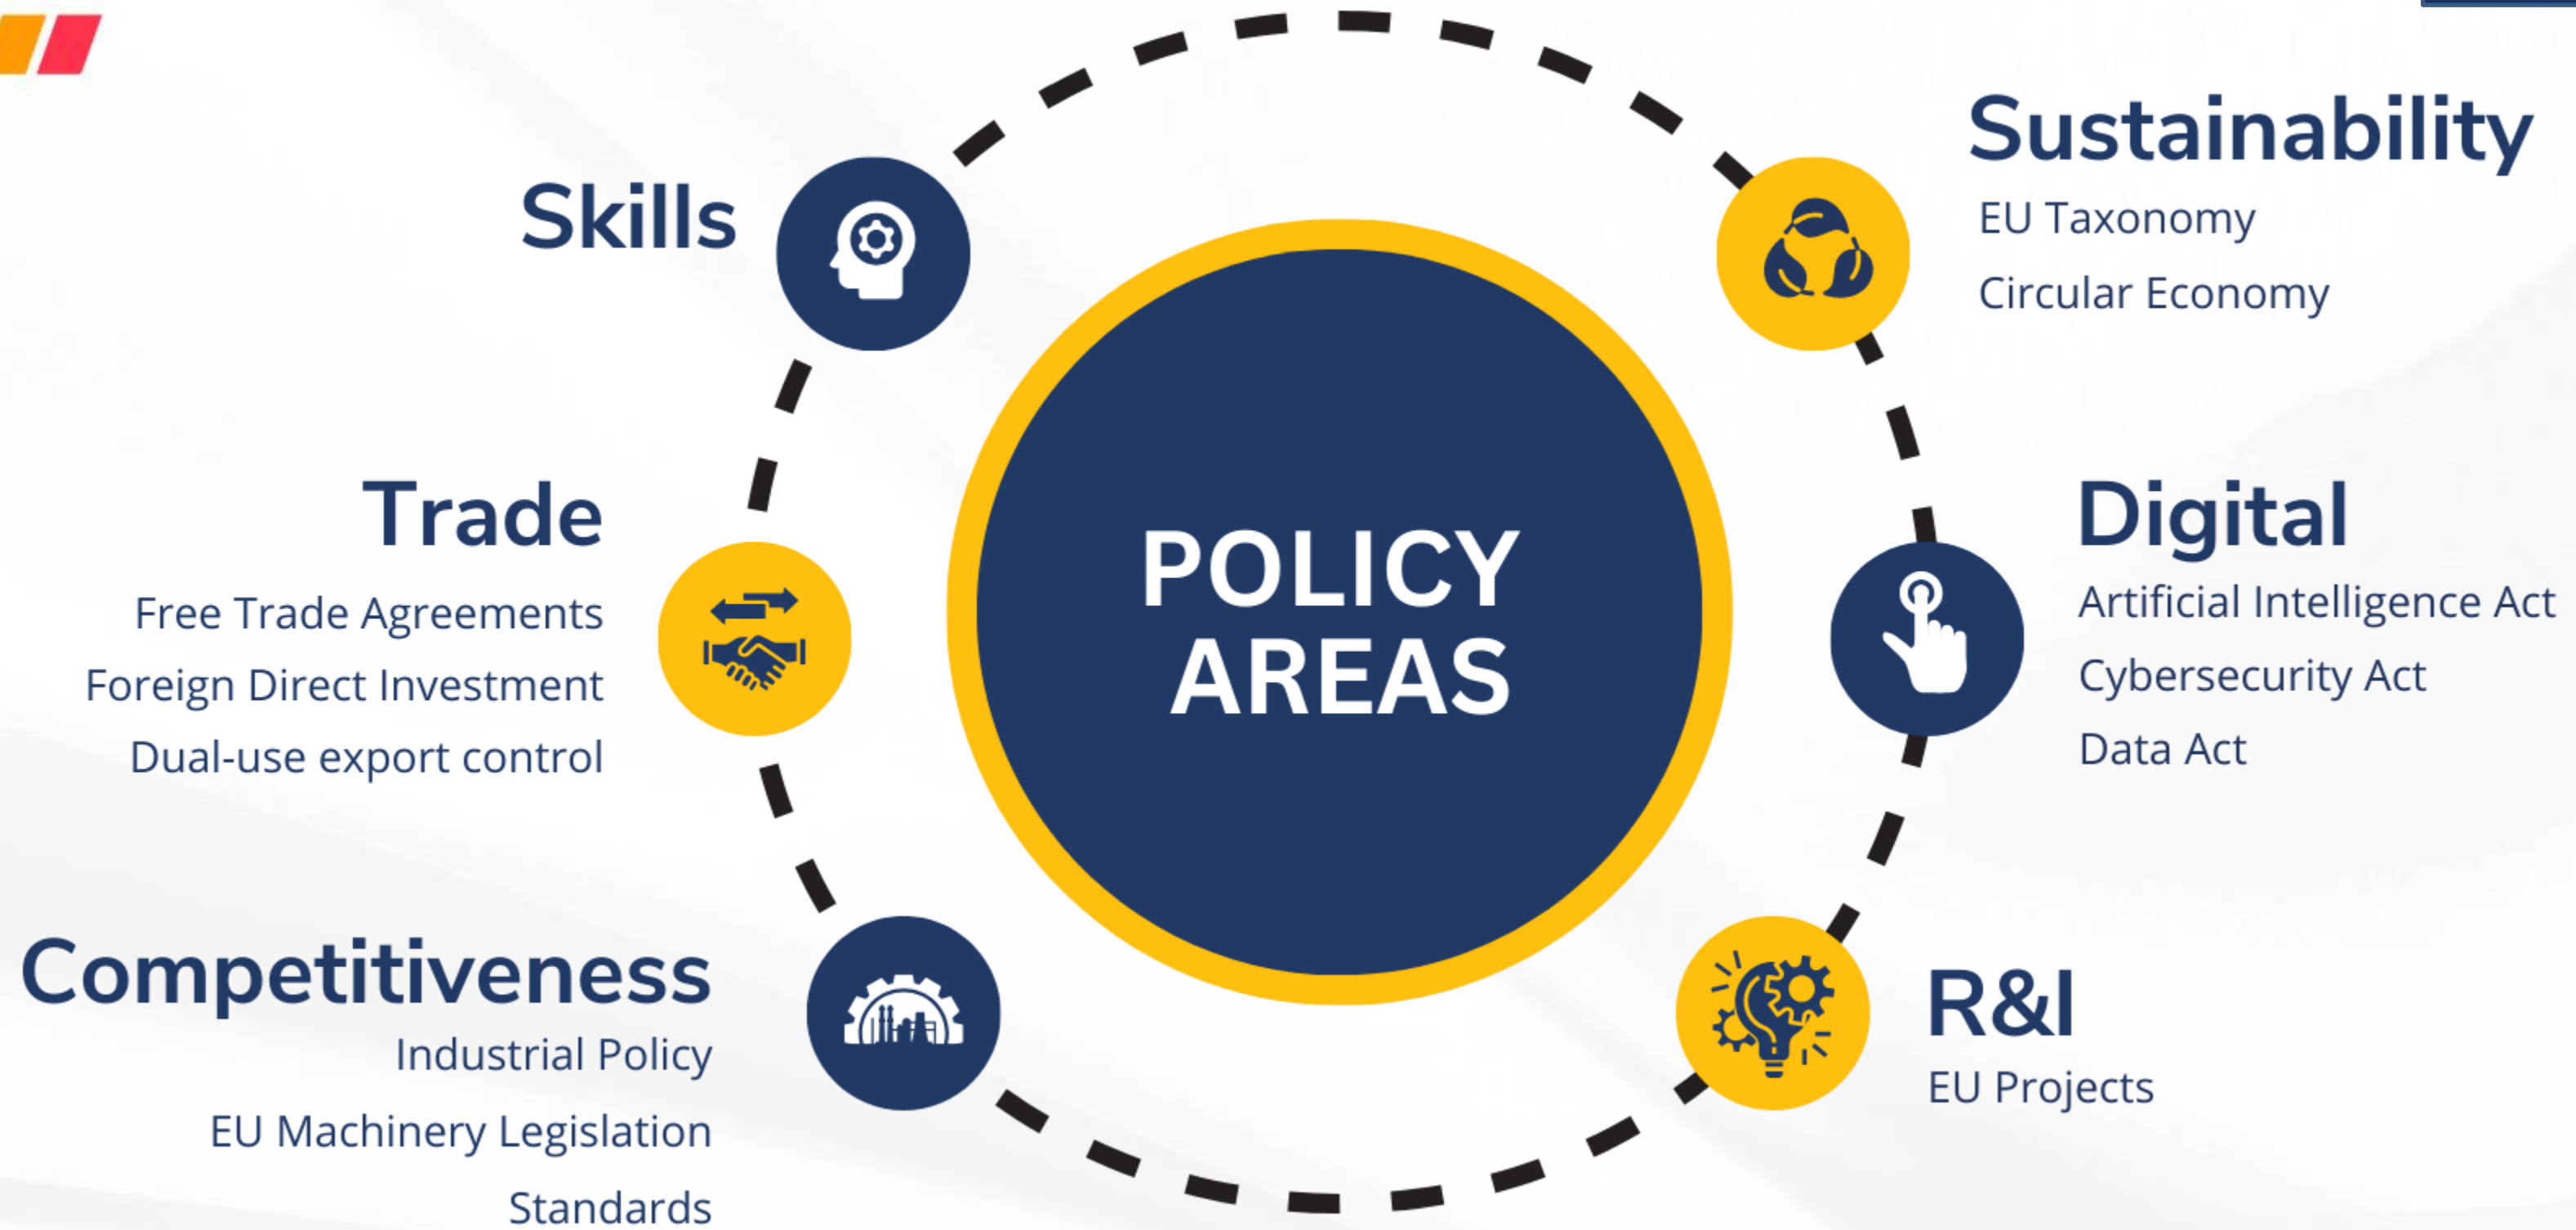 POLICY
AREAS
Skills
Trade
Free Trade Agreements
Foreign Direct Investment
Dual-use export control
Competitiveness
Industrial Policy
EU Machinery Legislation
Standards
Sustainability
EU Taxonomy
Circular Economy
Digital
Artificial Intelligence Act
Cybersecurity Act
Data Act
R&I
EU Projects